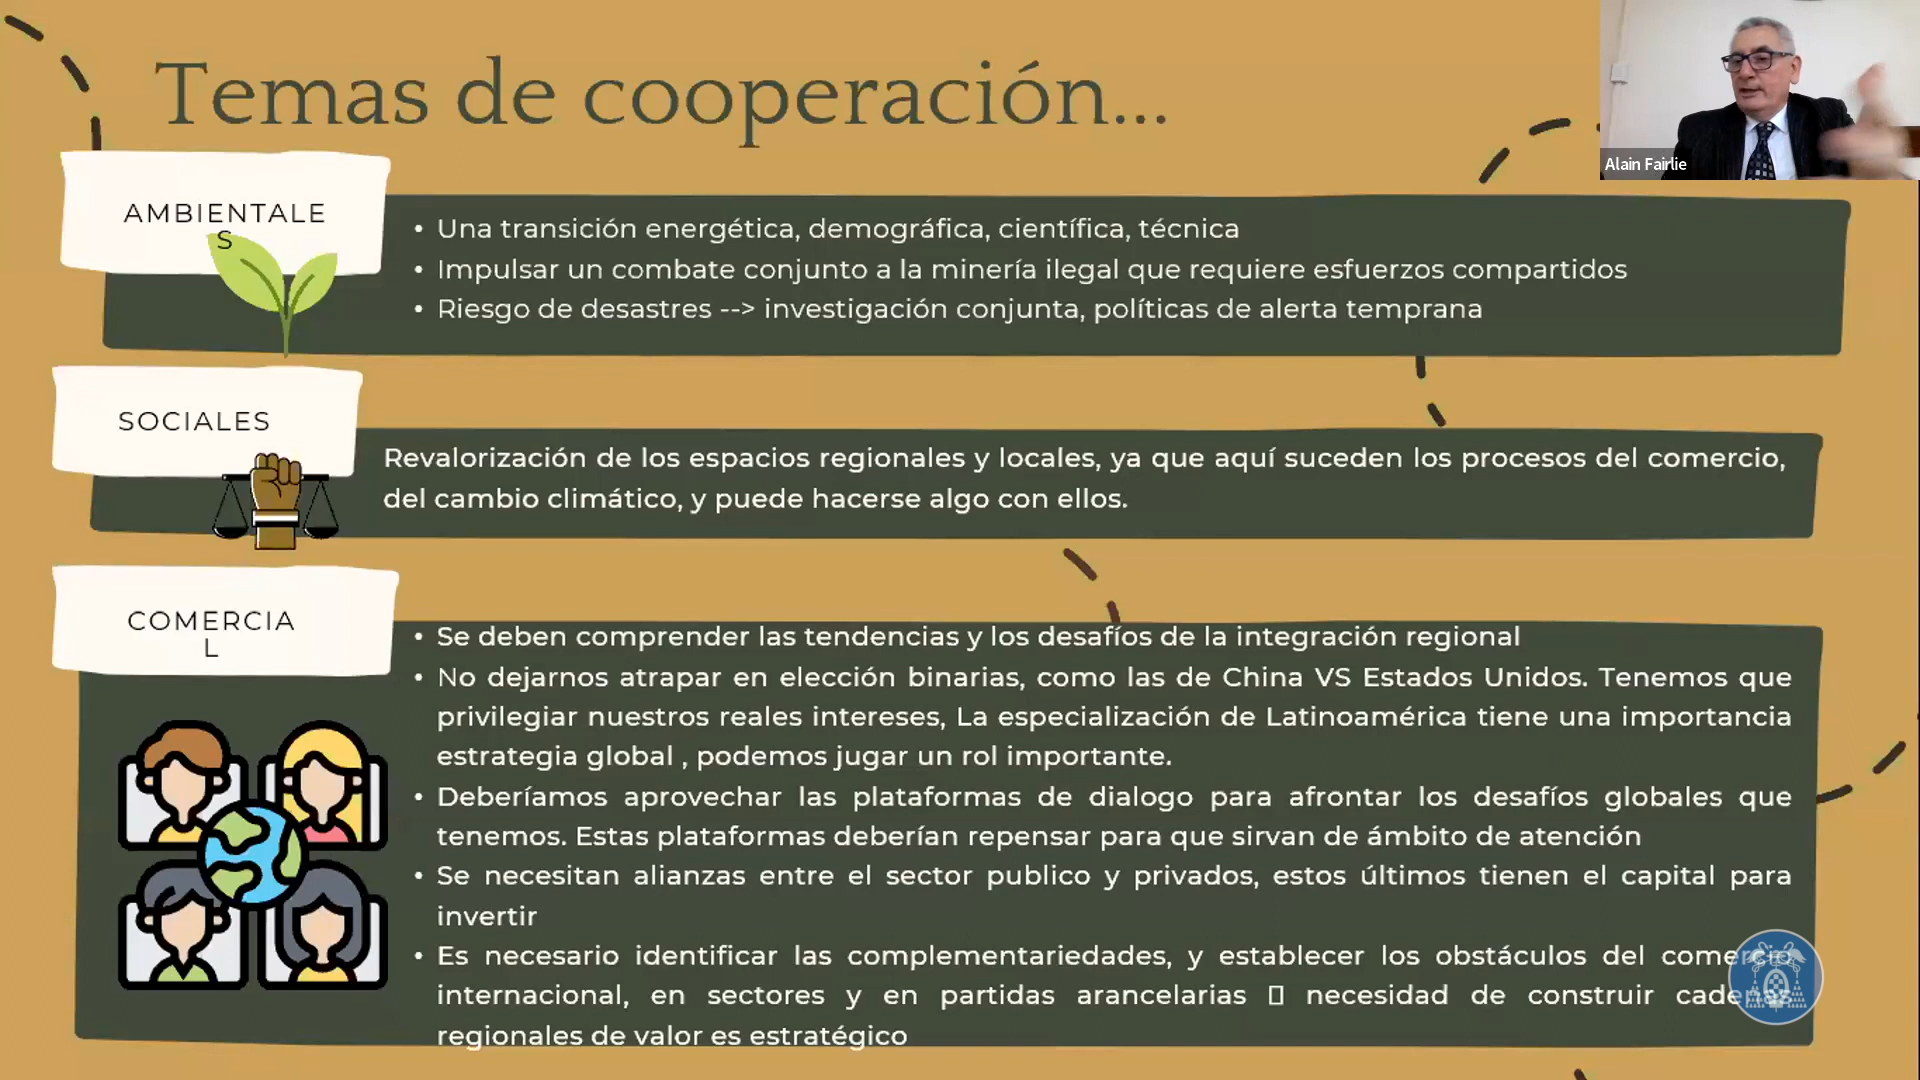 Temas de cooperación...
Alain Fairlie
AMBIENTALE
S
• Una transición energética, demográfica, científica, técnica
• Impulsar un combate conjunto a la minería ilegal que requiere esfuerzos compartidos
• Riesgo de desastres --> investigación conjunta, políticas de alerta temprana
SOCIALES
Revalorización de los espacios regionales y locales, ya que aquí suceden los procesos del comercio,
del cambio climático, y puede hacerse algo con ellos.
COMERCIA
L
• Se deben comprender las tendencias y los desafíos de la integración regional
• No dejarnos atrapar en elección binarias, como las de China VS Estados Unidos. Tenemos que
privilegiar nuestros reales intereses, La especialización de Latinoamérica tiene una importancia
estrategia global , podemos jugar un rol importante.
• Deberíamos aprovechar las plataformas de dialogo para afrontar los desafíos globales que
tenemos. Estas plataformas deberían repensar para que sirvan de ámbito de atención
• Se necesitan alianzas entre el sector publico y privados, estos últimos tienen el capital para
invertir
• Es necesario identificar las complementariedades, y establecer los obstáculos del comercio
internacional, en sectores y en partidas arancelarias necesidad de construir cadenas
regionales de valor es estratégico